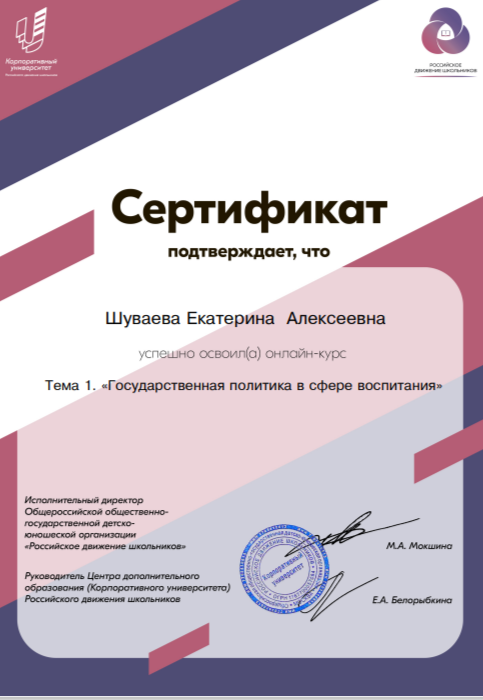 Корпоративный
университет
РОССИЙСКОЕ
ДВИЖЕНИЕ ШКОЛЬНИКОВ
Сертификат
подтверждает, что
Шуваева Екатерина Алексеевна
успешно освоил(а) онлайн-курс
Тема 1. «Государственная политика в сфере воспитания»
Исполнительный директор
Общероссийской общественно-
государственной детско-
юношеской организации
«Российское движение школьников»
М.А. Мокшина
Корпоративный
университет
Руководитель Центра дополнительного
образования (Корпоративного университета)
Российского движения школьников
Е.А. Белорыбкина